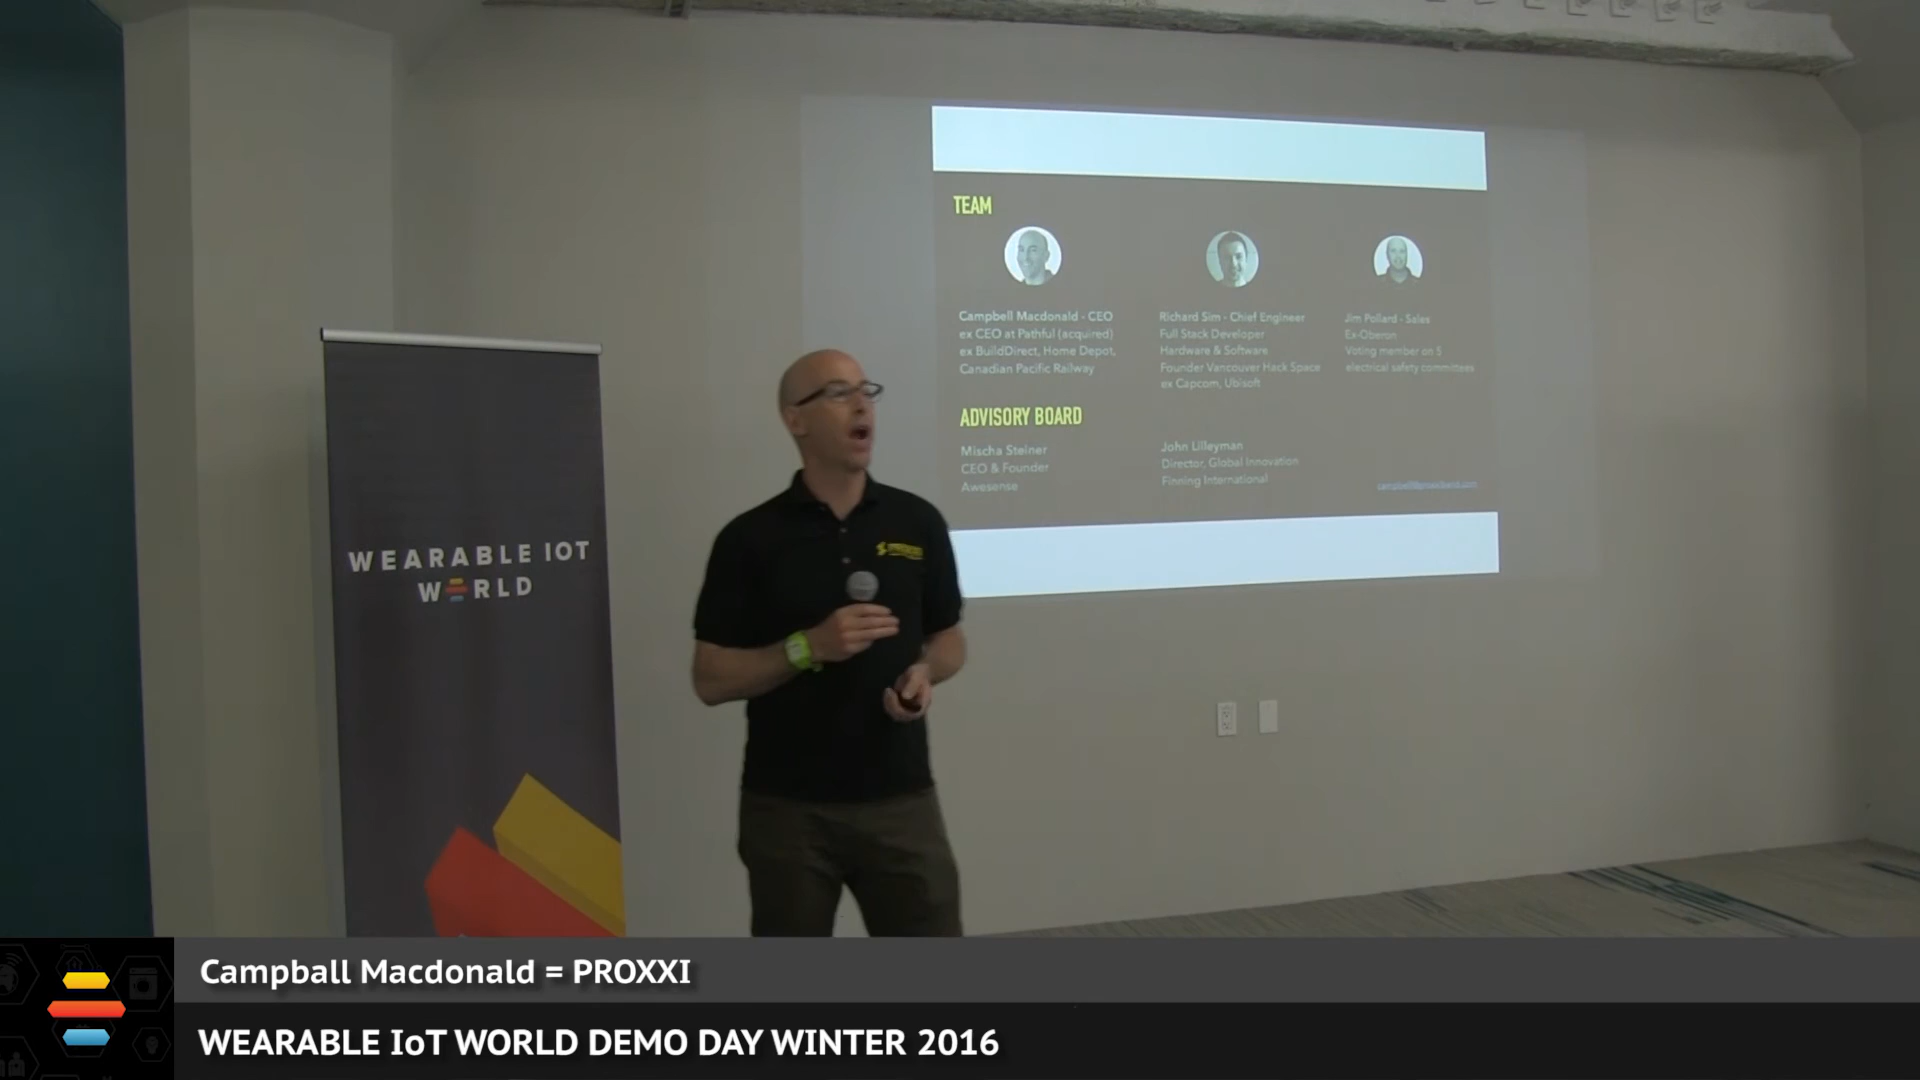 TEAM
Campbell Macdonald - CEO
ex CEO at Pathful (acquired)
ex BuildDirect, Home Depot,
Canadian Pacific Railway
Richard Sim - Chief Engineer
Full Stack Developer
Hardware & Software
Founder Vancouver Hack Space
ex Capcom, Ubisoft
Jim Pollard - Sales
Ex-Oberon
Voting member on 5
electrical safety committees
ADVISORY BOARD
Mischa Steiner
CEO & Founder
Awesense
John Lilleyman
Director, Global Innovation
Finning International
WEARABLE IOT
WORLD
Campball Macdonald = PROXXI
WEARABLE IoT WORLD DEMO DAY WINTER 2016